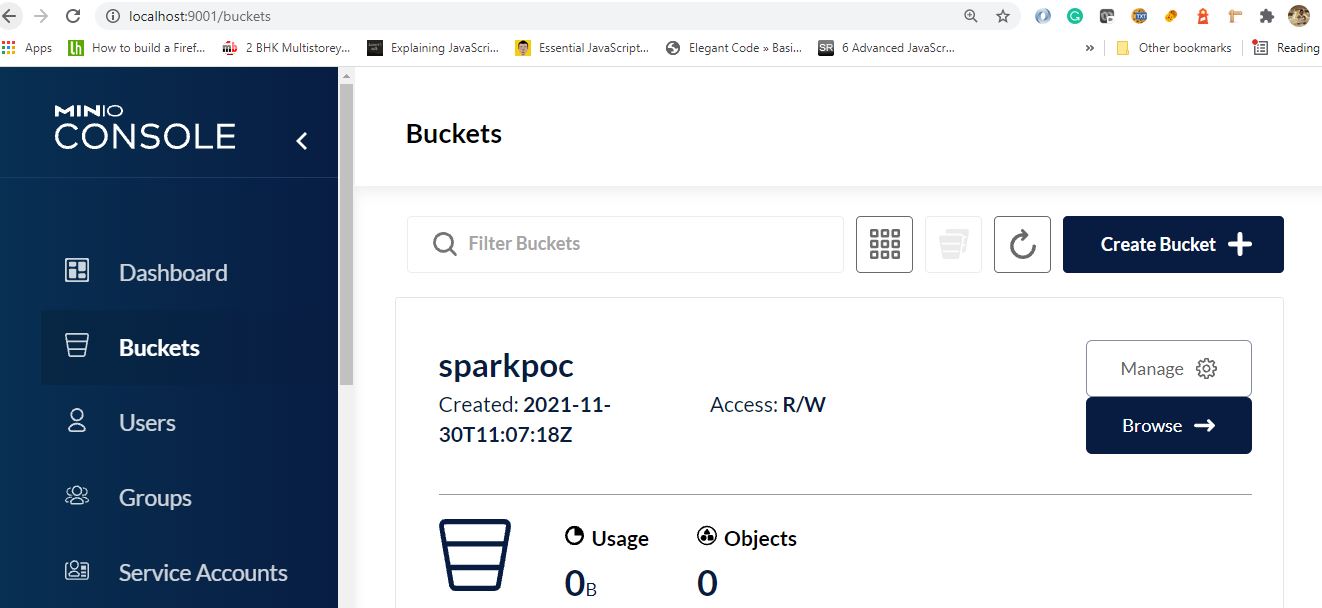 localhost:9001/buckets
Apps
How to build a Firef...
2 BHK Multistorey...
Explaining JavaScri...
Essential JavaScript...
SR
Elegant Code » Basi...
6 Advanced JavaScr...
»
Other bookmarks
Reading
MINIO
CONSOLE
Buckets
Filter Buckets
Create Bucket
Dashboard
Buckets
Users
Groups
Service Accounts
sparkpoc
Created: 2021-11-
30T11:07:18Z
Access: R/W
Manage
Browse
Usage
0B
Objects
0